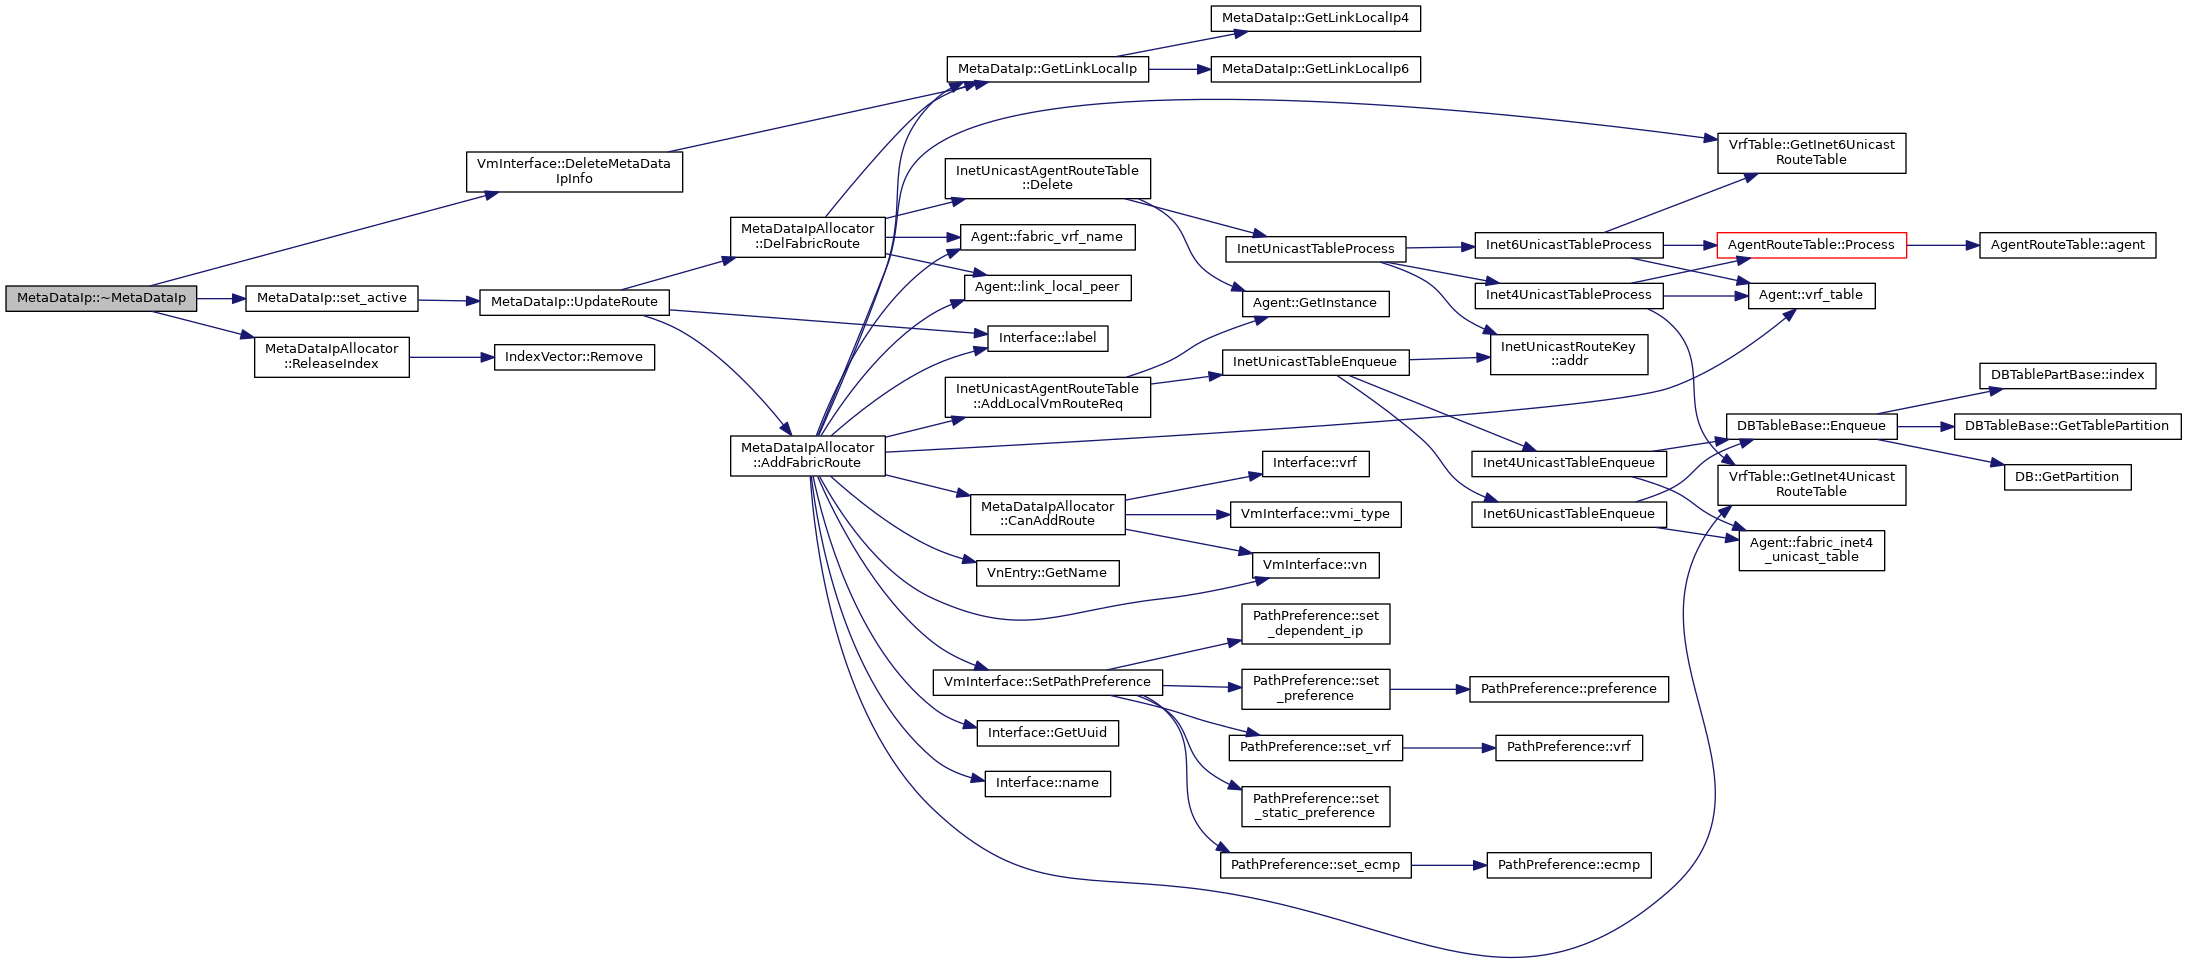 MetaDataIp::~MetaDataIp
VmInterface::DeleteMetaData
IpInfo
MetaDataIp::set_active
MetaDataIpAllocator
::ReleaseIndex
MetaDataIp::UpdateRoute
IndexVector::Remove
MetaDataIpAllocator
::DelFabricRoute
MetaDataIpAllocator
::AddFabricRoute
MetaDataIp::GetLinkLocalIp
InetUnicastAgentRouteTable
::Delete
Agent::fabric_vrf_name
Agent::link_local_peer
Interface::label
InetUnicastAgentRouteTable
::AddLocalVmRouteReq
MetaDataIpAllocator
::CanAddRoute
VnEntry::GetName
VmInterface::SetPathPreference
Interface::GetUuid
Interface::name
MetaDataIp::GetLinkLocalIp4
MetaDataIp::GetLinkLocalIp6
InetUnicastTableProcess
Agent::GetInstance
InetUnicastTableEnqueue
Interface::vrf
VmInterface::vmi_type
VmInterface::vn
PathPreference::set
_dependent_ip
PathPreference::set
_preference
PathPreference::set_vrf
PathPreference::set
_static_preference
PathPreference::set_ecmp
Inet6UnicastTableProcess
Inet4UnicastTableProcess
InetUnicastRouteKey
::addr
Inet4UnicastTableEnqueue
Inet6UnicastTableEnqueue
PathPreference::preference
PathPreference::vrf
PathPreference::ecmp
VrfTable::GetInet6Unicast
RouteTable
AgentRouteTable::Process
Agent::vrf_table
DBTableBase::Enqueue
VrfTable::GetInet4Unicast
RouteTable
Agent::fabric_inet4
_unicast_table
AgentRouteTable::agent
DBTablePartBase::index
DBTableBase::GetTablePartition
DB::GetPartition